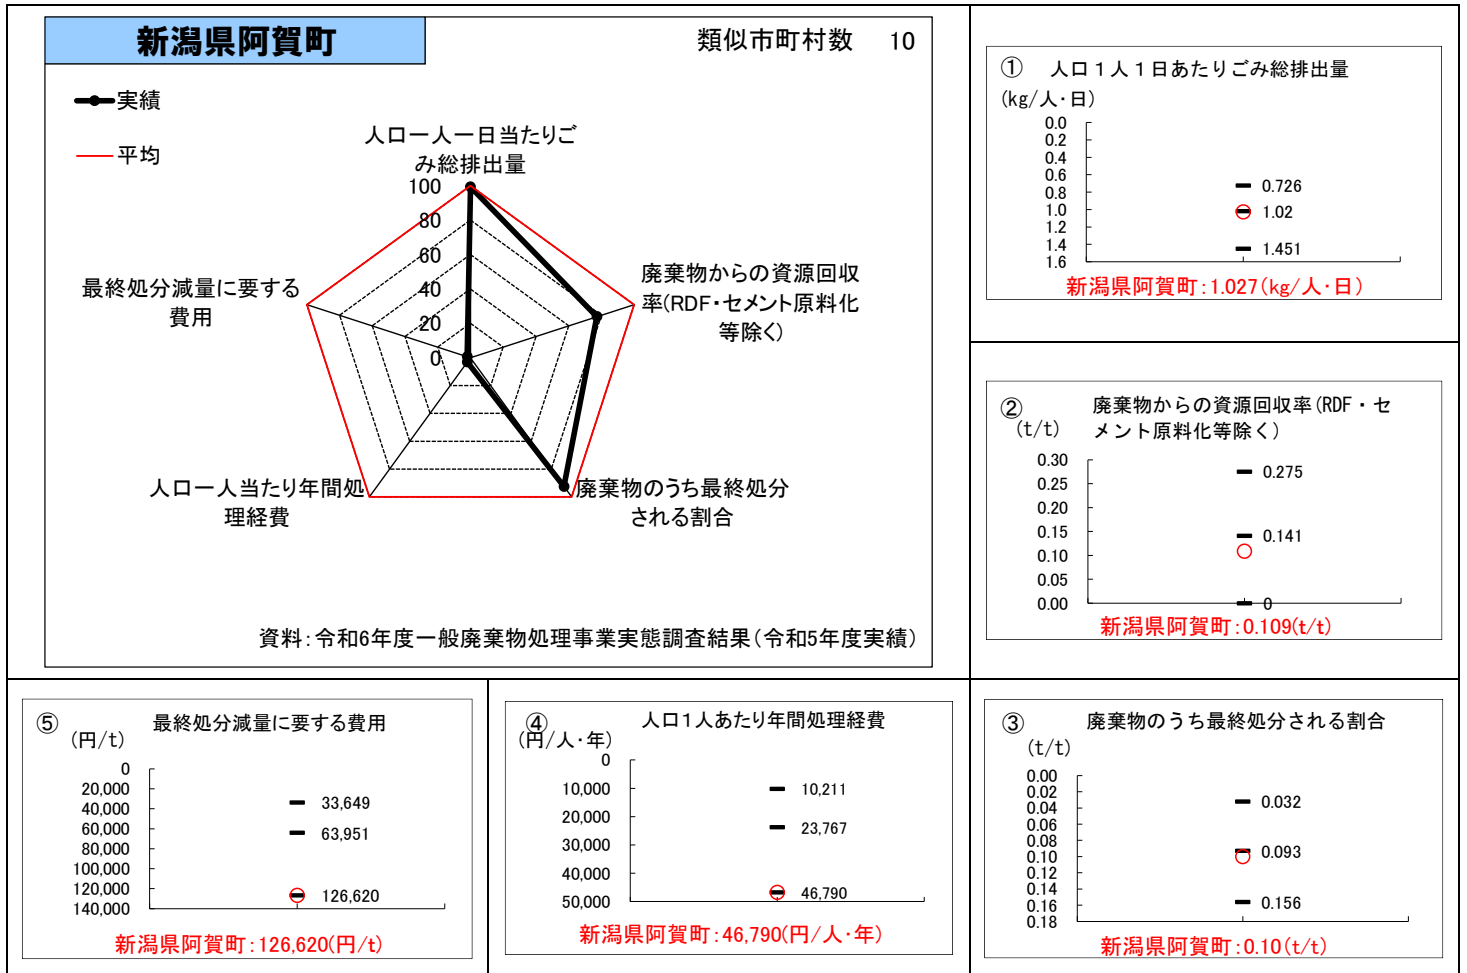 新潟県阿賀町
類似市町村数 10
実績
平均
人口一人一日当たりご
み総排出量
廃棄物からの資源回収
率(RDF・セメント原料化
等除く)
廃棄物のうち最終処分
される割合
人口一人当たり年間処
理経費
最終処分減量に要する
費用
100
80
60
40
20
0
資料:令和6年度一般廃棄物処理事業実態調査結果(令和5年度実績)
① 人口1人1日あたりごみ総排出量
(kg/人・日)
0.0
0.2
0.4
0.6
0.8
1.0
1.2
1.4
1.6
0.726
1.02
1.451
新潟県阿賀町:1.027(kg/人・日)
② 廃棄物からの資源回収率(RDF・セ
メント原料化等除く)
(t/t)
0.30
0.25
0.20
0.15
0.10
0.05
0.00
0.275
0.141
0
新潟県阿賀町:0.109(t/t)
⑤ 最終処分減量に要する費用
(円/t)
0
20,000
40,000
60,000
80,000
100,000
120,000
140,000
33,649
63,951
126,620
新潟県阿賀町:126,620(円/t)
④ 人口1人あたり年間処理経費
(円/人・年)
0
10,000
20,000
30,000
40,000
50,000
10,211
23,767
46,790
新潟県阿賀町:46,790(円/人・年)
③ 廃棄物のうち最終処分される割合
(t/t)
0.00
0.02
0.04
0.06
0.08
0.10
0.12
0.14
0.16
0.18
0.032
0.093
0.156
新潟県阿賀町:0.10(t/t)